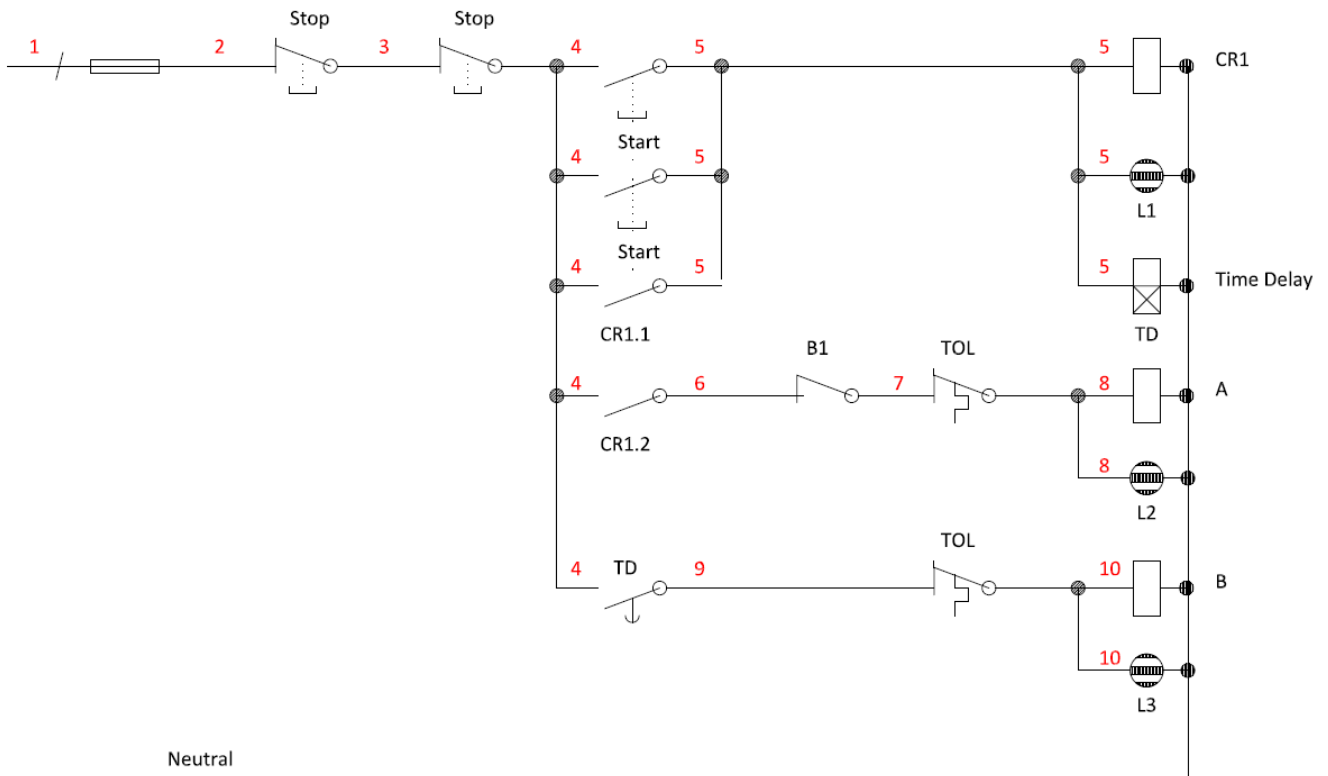 Stop Stop
1 2 3 4 5 5 CR1
Start
4 5 5
L1
Start
4 5 5 Time Delay
CR1.1 TD
B1 TOL
4 6 7 8 A
CR1.2
8
L2
TOL
4 TD 9 10 B
10
L3
Neutral